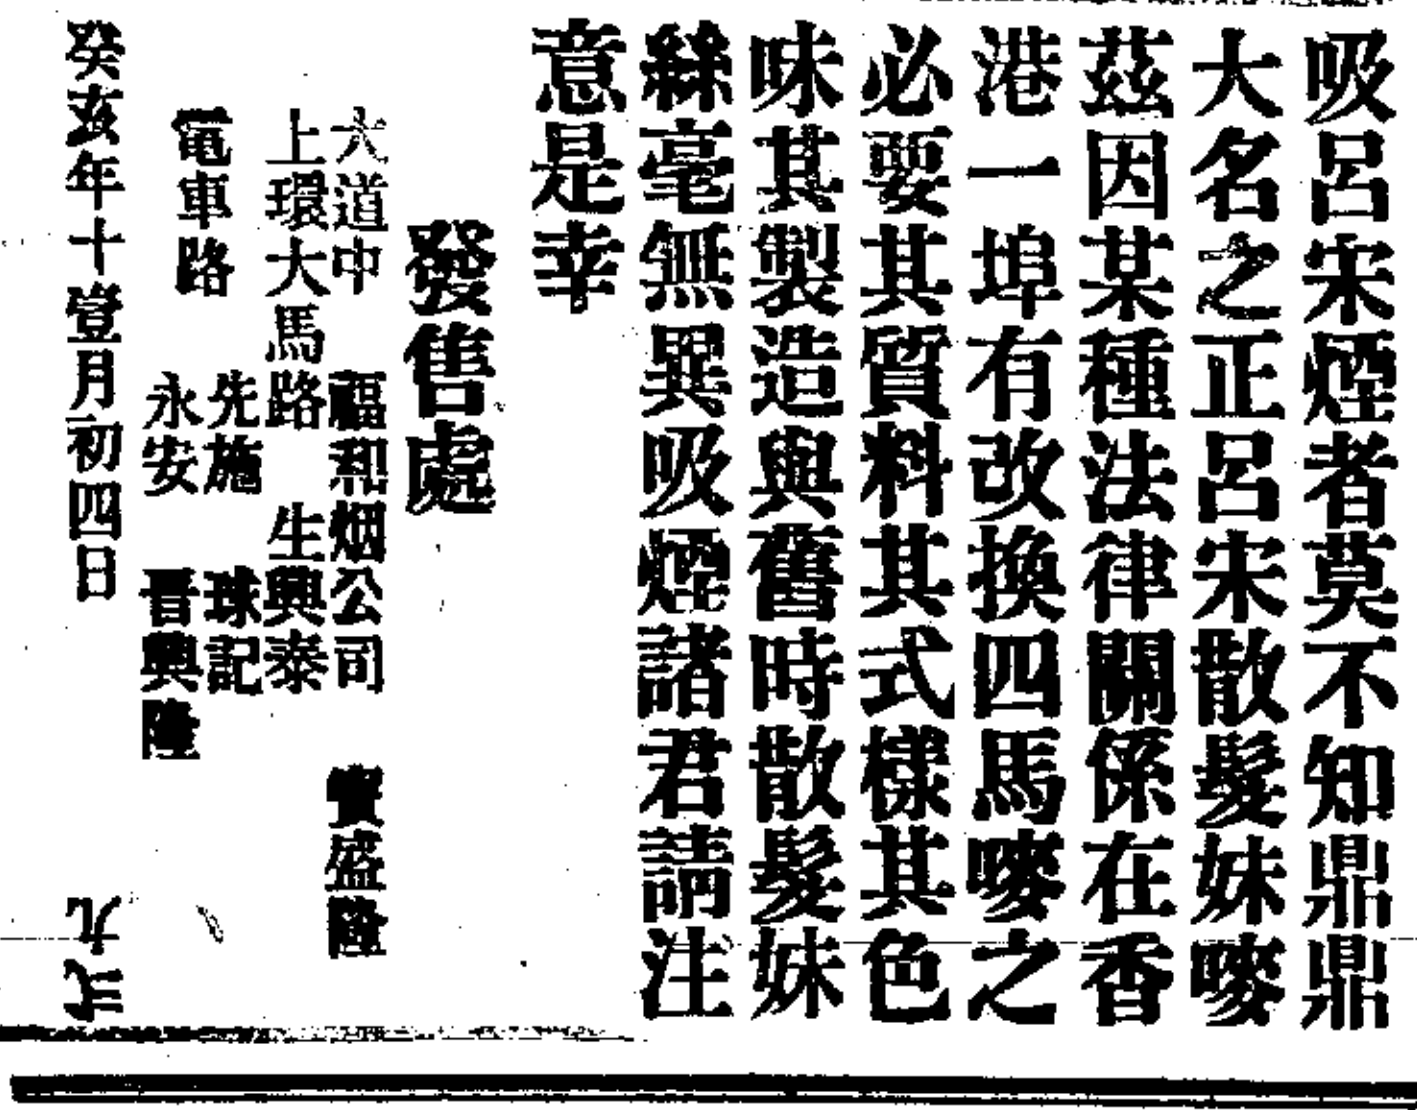 吸呂宋煙者莫不知鼎鼎
大名之正呂宋散髮妹嘜
茲因某種法律關係在香
港一埠有改換四馬嘜之
必要其質料其式樣其色
味其製造與舊時散髮妹
絲毫無異吸煙諸君請注
意是幸
發售處
大道中 福和烟公司 寶盛隆
上環大馬路 生興泰
先施 球記
電車路
永安 晋興隆
癸亥年十壹月初四日 九弍